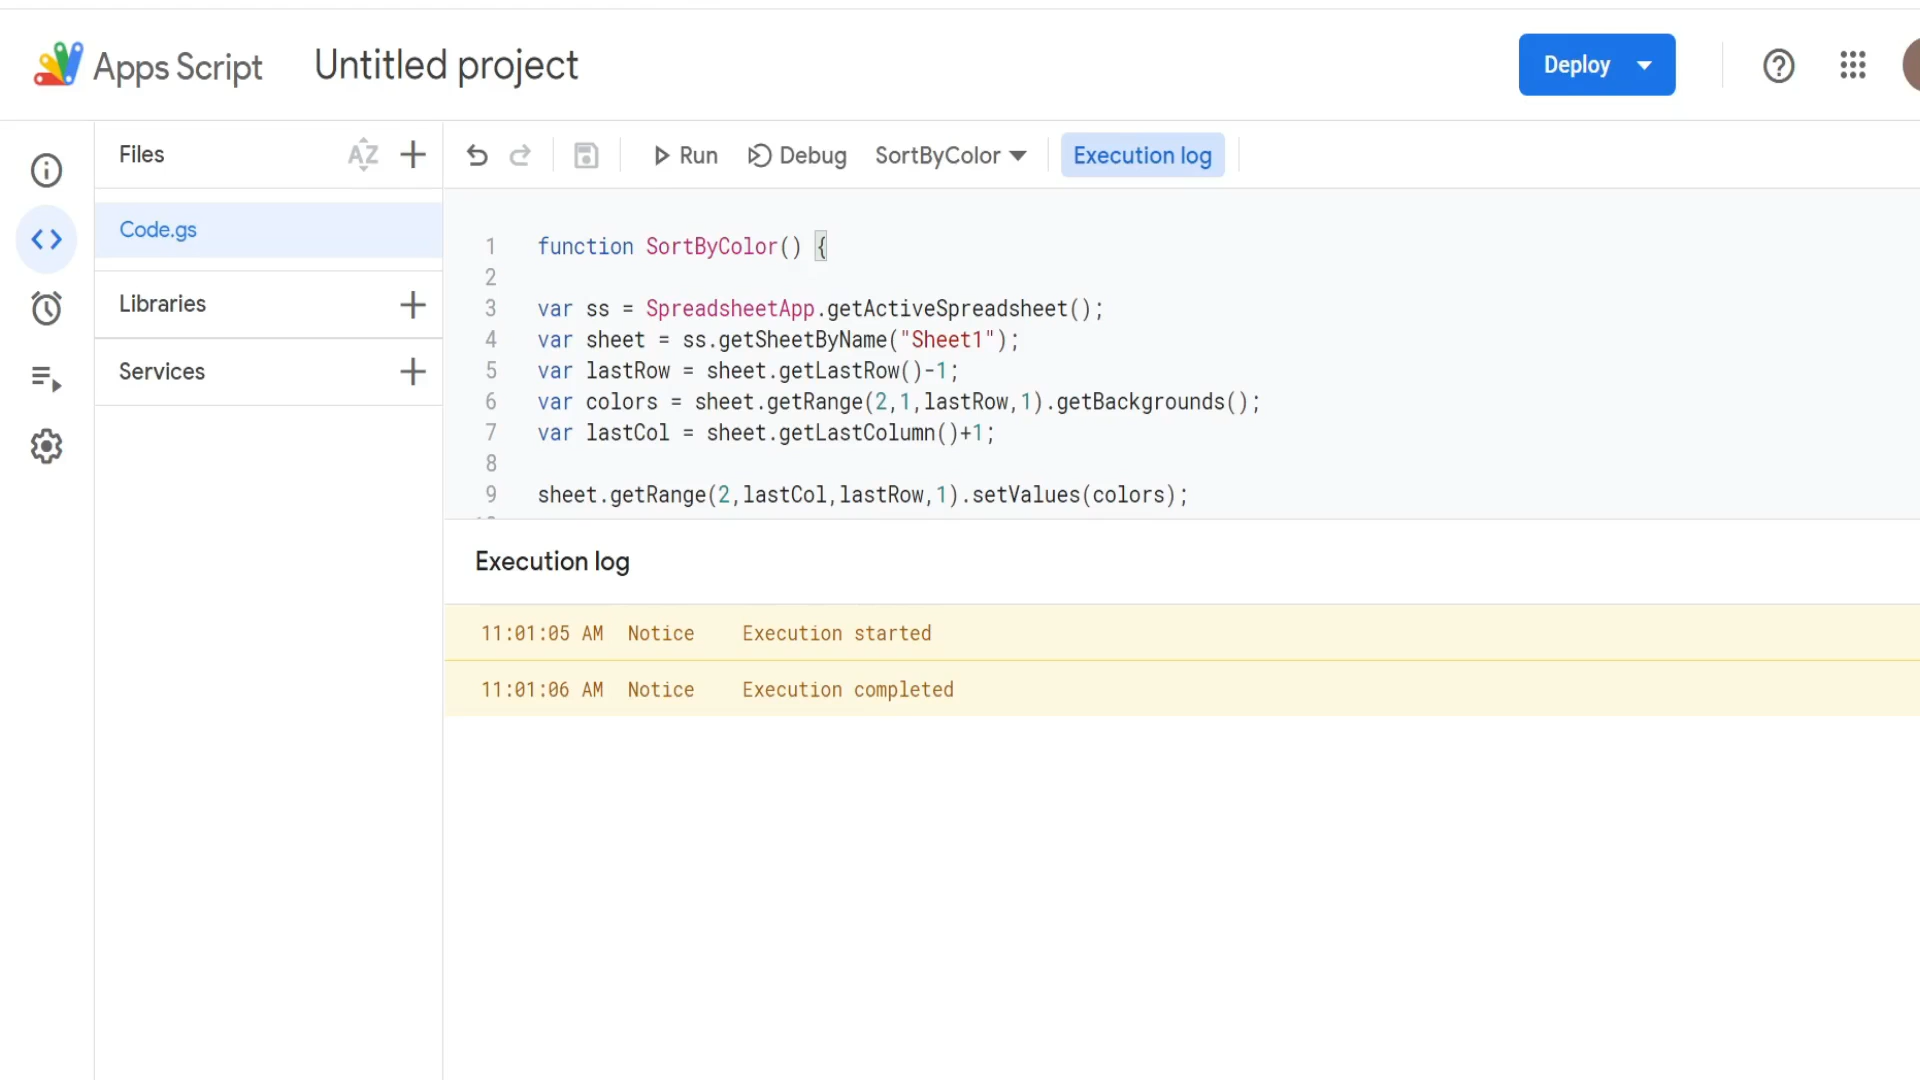 Apps Script Untitled project Deploy
Files AZ Run Debug SortByColor Execution log
Code.gs
Libraries
Services
1 function SortByColor() {
2
3 var ss = SpreadsheetApp.getActiveSpreadsheet();
4 var sheet = ss.getSheetByName("Sheet1");
5 var lastRow = sheet.getLastRow()-1;
6 var colors = sheet.getRange(2,1,lastRow,1).getBackgrounds();
7 var lastCol = sheet.getLastColumn()+1;
8
9 sheet.getRange(2,lastCol,lastRow,1).setValues(colors);
Execution log
11:01:05 AM Notice Execution started
11:01:06 AM Notice Execution completed